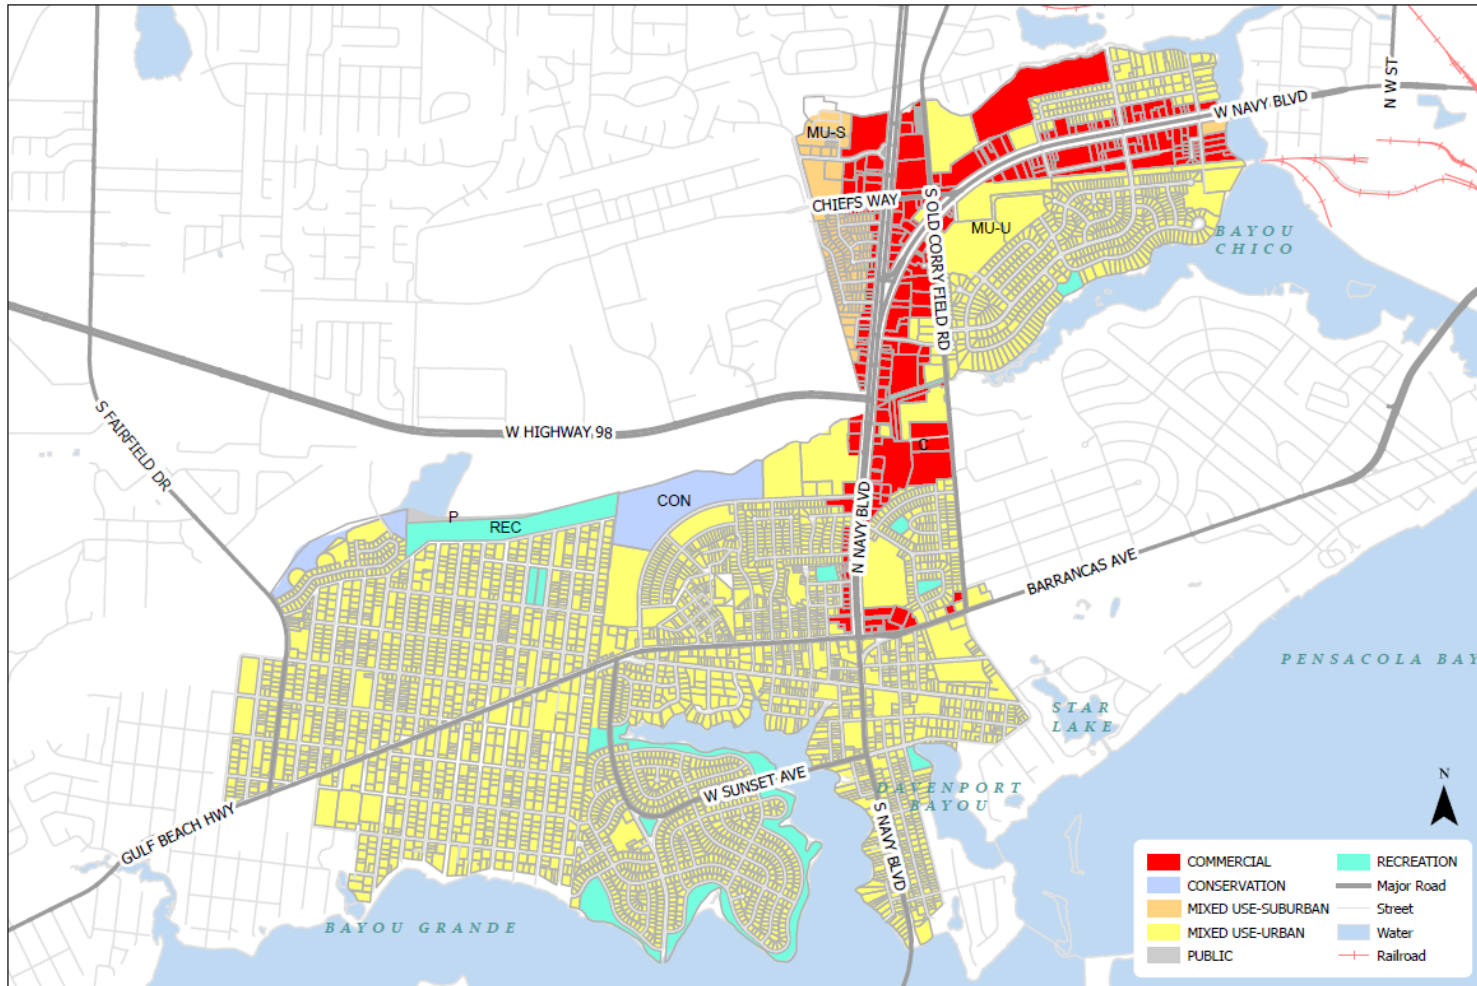 N W ST
W NAVY BLVD
MU-S
CHIEFS WAY
S OLD CORRY FIELD RD
MU-U
BAYOU
CHICO
S FAIRFIELD DR
W HIGHWAY 98
C
N NAVY BLVD
CON
P
REC
BARRANCAS AVE
PENSACOLA BAY
STAR
LAKE
W SUNSET AVE
DAVENPORT
BAYOU
S NAVY BLVD
GULF BEACH HWY
BAYOU GRANDE
N
COMMERCIAL
CONSERVATION
MIXED USE-SUBURBAN
MIXED USE-URBAN
PUBLIC
RECREATION
Major Road
Street
Water
Railroad